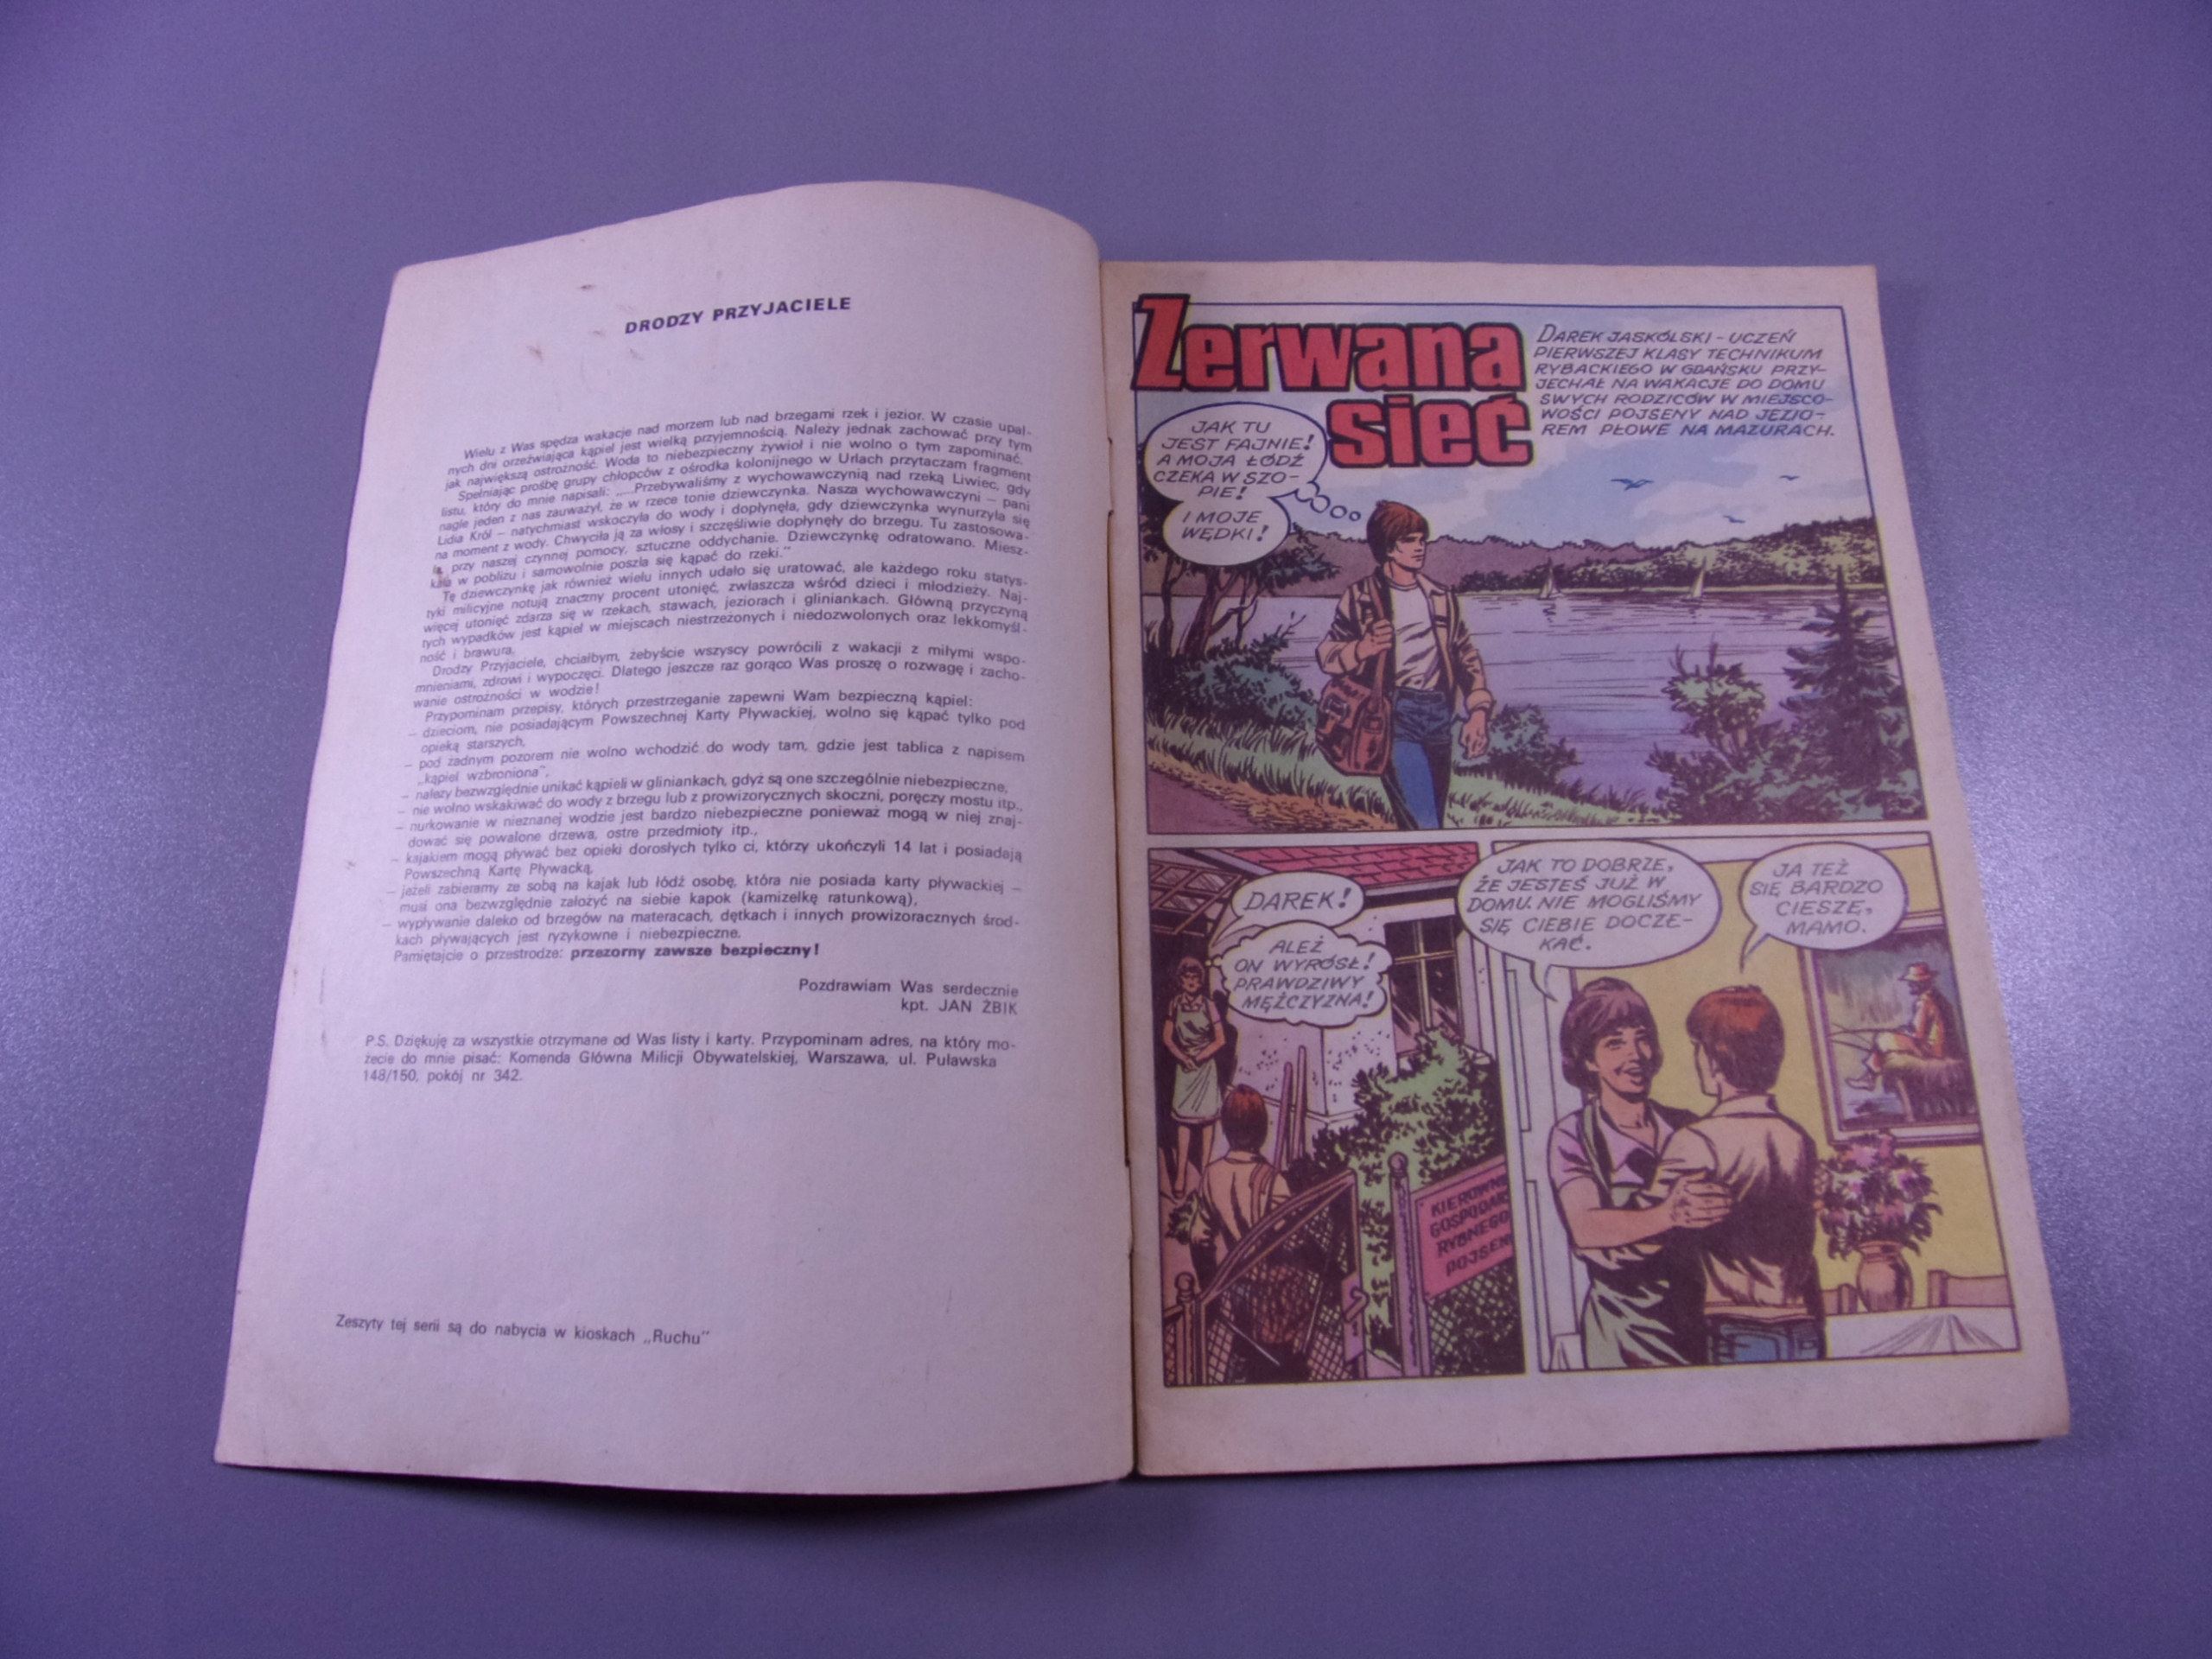 DRODZY PRZYJACIELE
Wielu z Was spędza wakacje nad morzem lub nad brzegami rzek i jezior. W czasie upal-
nych dni orzeźwiająca kąpiel jest wielką przyjemnością. Należy jednak zachować przy tym
jak największą ostrożność. Woda to niebezpieczny żywioł i nie wolno o tym zapominać.
Spełniając prośbę grupy chłopców z ośrodka kolonijnego w Urlach przytaczam fragment
listu, który do mnie napisali: „...Przebywaliśmy z wychowawczynią nad rzeką Liwiec, gdy
nagle jeden z nas zauważył, że w rzece tonie dziewczynka. Nasza wychowawczyni – pani
Lidia Król – natychmiast wskoczyła do wody i dopłynęła, gdy dziewczynka wynurzyła się
na moment z wody. Chwyciła ją za włosy i szczęśliwie dopłynęły do brzegu. Tu zastosowa-
ła, przy naszej czynnej pomocy, sztuczne oddychanie. Dziewczynkę odratowano. Miesz-
kała w pobliżu i samowolnie poszła się kąpać do rzeki."
Tę dziewczynkę jak również wielu innych udało się uratować, ale każdego roku statys-
tyki milicyjne notują znaczny procent utonięć, zwłaszcza wśród dzieci i młodzieży. Naj-
więcej utonięć zdarza się w rzekach, stawach, jeziorach i gliniankach. Główną przyczyną
tych wypadków jest kąpiel w miejscach niestrzeżonych i niedozwolonych oraz lekkomyśl-
ność i brawura.
Drodzy Przyjaciele, chciałbym, żebyście wszyscy powrócili z wakacji z miłymi wspo-
mnieniami, zdrowi i wypoczęci. Dlatego jeszcze raz gorąco Was proszę o rozwagę i zacho-
wanie ostrożności w wodzie!
Przypominam przepisy, których przestrzeganie zapewni Wam bezpieczną kąpiel:
– dzieciom, nie posiadającym Powszechnej Karty Pływackiej, wolno się kąpać tylko pod
opieką starszych,
– pod żadnym pozorem nie wolno wchodzić do wody tam, gdzie jest tablica z napisem
„kąpiel wzbroniona",
– należy bezwzględnie unikać kąpieli w gliniankach, gdyż są one szczególnie niebezpieczne,
– nie wolno wskakiwać do wody z brzegu lub z prowizorycznych skoczni, poręczy mostu itp.,
– nurkowanie w nieznanej wodzie jest bardzo niebezpieczne ponieważ mogą w niej znaj-
dować się powalone drzewa, ostre przedmioty itp.,
– kajakiem mogą pływać bez opieki dorosłych tylko ci, którzy ukończyli 14 lat i posiadają
Powszechną Kartę Pływacką,
– jeżeli zabieramy ze sobą na kajak lub łódź osobę, która nie posiada karty pływackiej –
musi ona bezwzględnie założyć na siebie kapok (kamizelkę ratunkową),
– wypływanie daleko od brzegów na materacach, dętkach i innych prowizoracznych środ-
kach pływających jest ryzykowne i niebezpieczne.
Pamiętajcie o przestrodze: przezorny zawsze bezpieczny!
Pozdrawiam Was serdecznie
kpt. JAN ŻBIK
P.S. Dziękuję za wszystkie otrzymane od Was listy i karty. Przypominam adres, na który mo-
żecie do mnie pisać: Komenda Główna Milicji Obywatelskiej, Warszawa, ul. Puławska
148/150, pokój nr 342.
Zeszyty tej serii są do nabycia w kioskach „Ruchu"
Zerwana
sieć
DAREK JASKÓLSKI – UCZEŃ
PIERWSZEJ KLASY TECHNIKUM
RYBACKIEGO W GDAŃSKU PRZY-
JECHAŁ NA WAKACJE DO DOMU
SWYCH RODZICÓW W MIEJSCO-
WOŚCI POJSENY NAD JEZIO-
REM PŁOWE NA MAZURACH.
JAK TU
JEST FAJNIE!
A MOJA ŁÓDŹ
CZEKA W SZO-
PIE!
I MOJE
WĘDKI!
DAREK!
ALEŻ
ON WYRÓSŁ!
PRAWDZIWY
MĘŻCZYZNA!
KIEROWNI
GOSPODAR
RYBNEGO
POJSEN
JAK TO DOBRZE,
ŻE JESTEŚ JUŻ W
DOMU. NIE MOGLIŚMY
SIĘ CIEBIE DOCZE-
KAĆ.
JA TEŻ
SIĘ BARDZO
CIESZĘ,
MAMO.